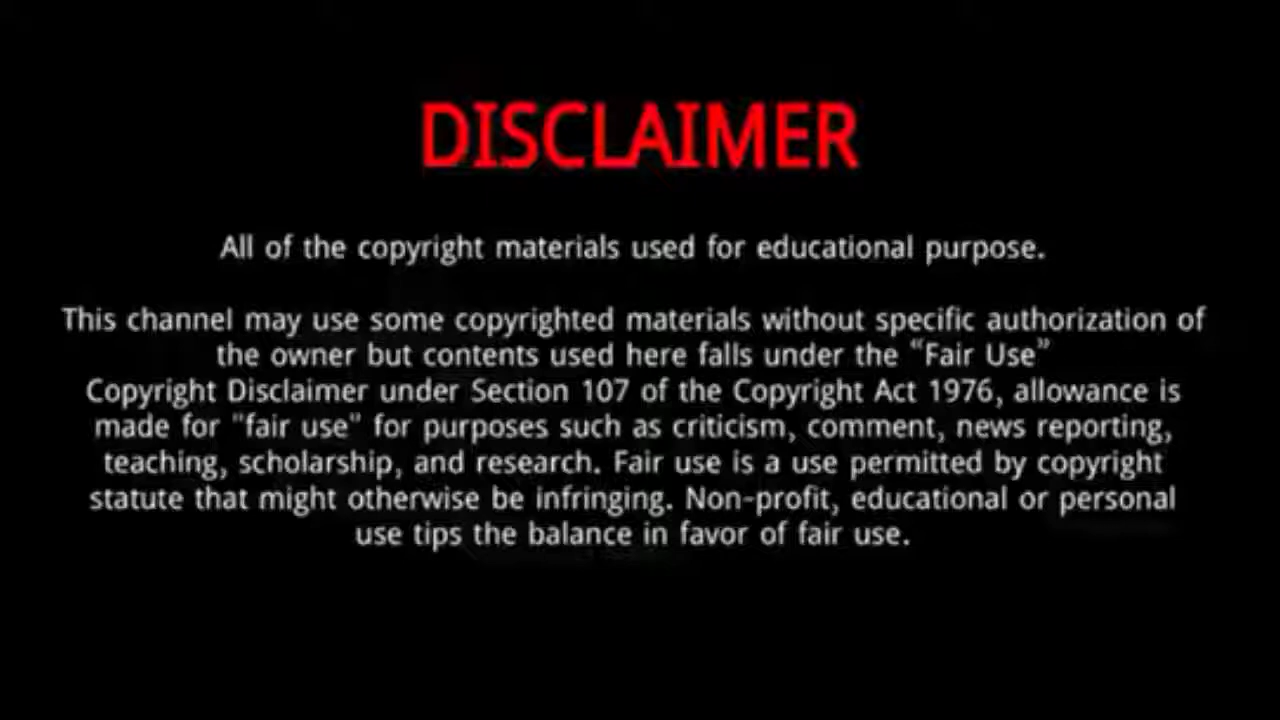 DISCLAIMER
All of the copyright materials used for educational purpose.
This channel may use some copyrighted materials without specific authorization of
the owner but contents used here falls under the “Fair Use”
Copyright Disclaimer under Section 107 of the Copyright Act 1976, allowance is
made for "fair use" for purposes such as criticism, comment, news reporting,
teaching, scholarship, and research. Fair use is a use permitted by copyright
statute that might otherwise be infringing. Non-profit, educational or personal
use tips the balance in favor of fair use.